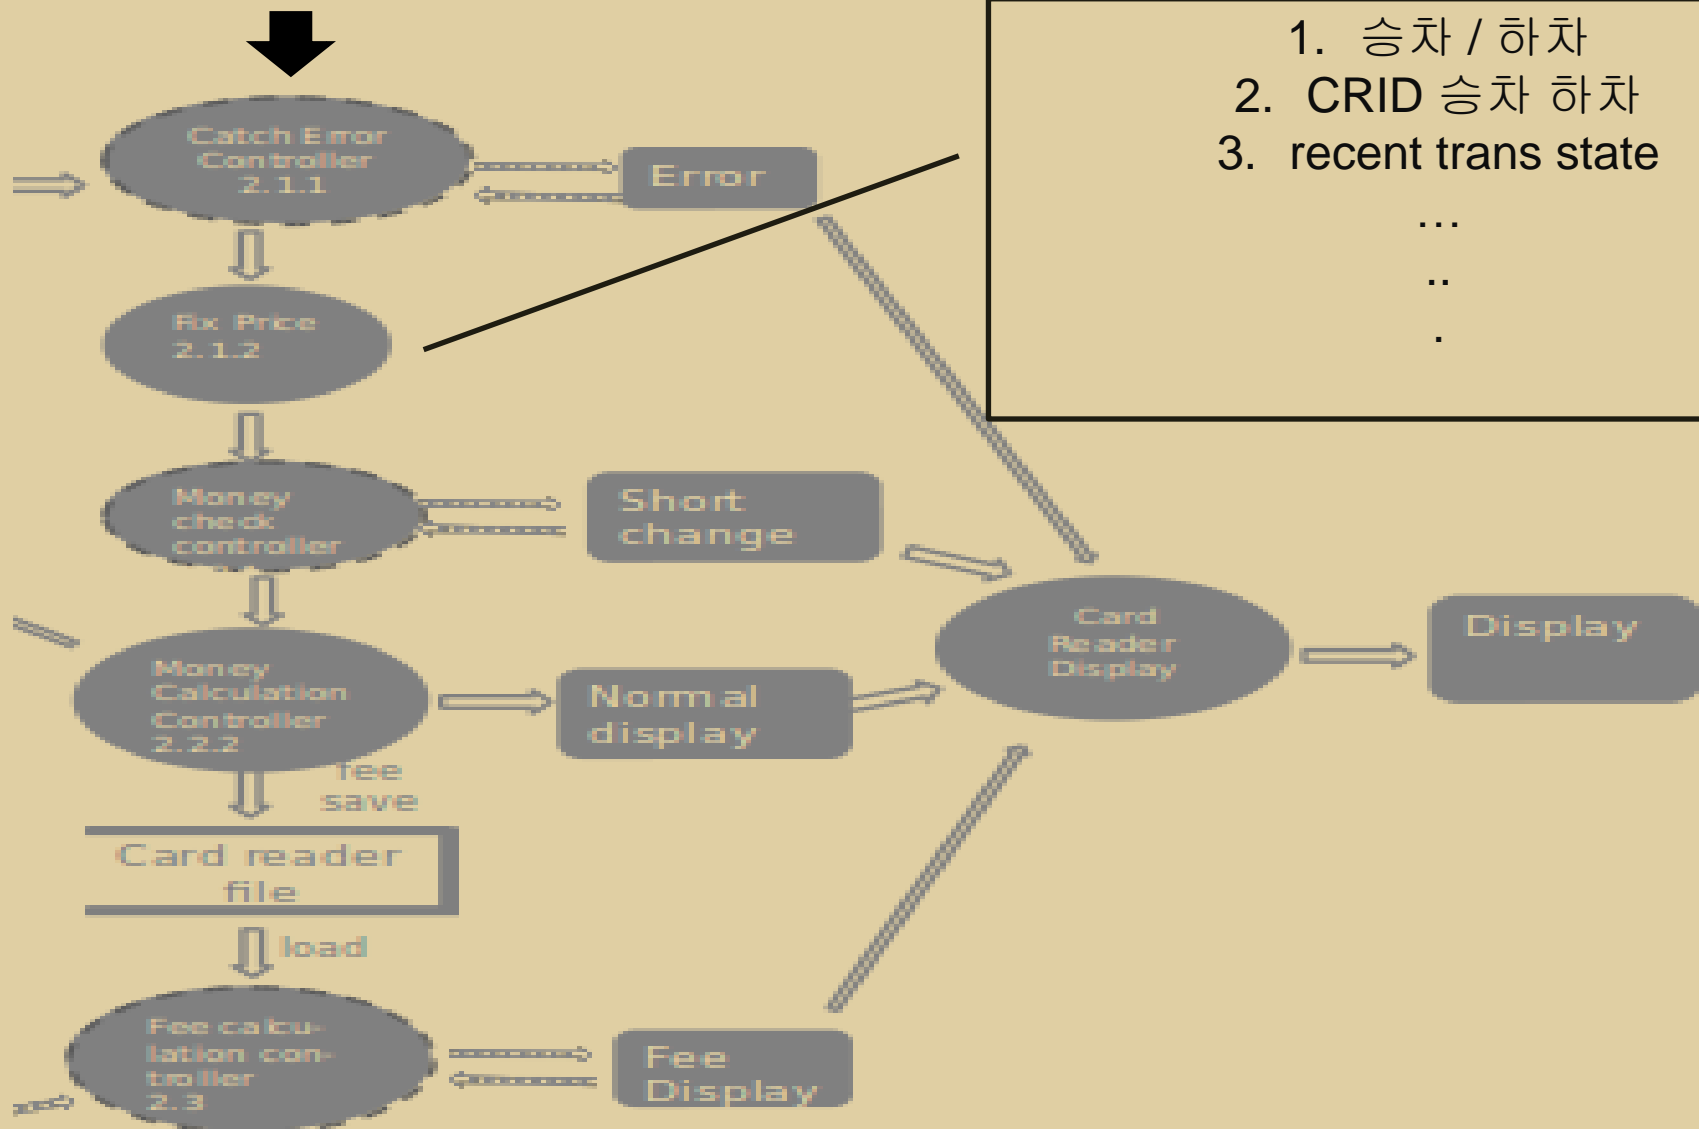 1. 승차 / 하차
2. CRID 승차 하차
3. recent trans state
…
..
.
Catch Error
Controller
2.1.1
Error
Fix Price
2.1.2
Money
check
controller
Short
change
Card
Reader
Display
Display
Money
Calculation
Controller
2.2.2
Normal
display
fee
save
Card reader
file
load
Fee calcu-
lation con-
troller
2.3
Fee
Display